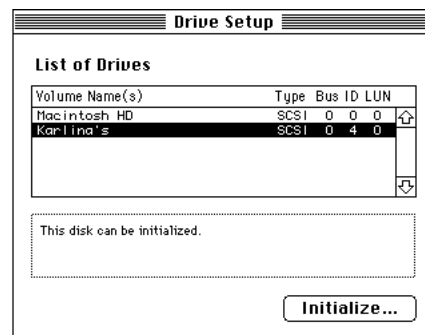 Drive Setup
List of Drives
Volume Name(s) Type Bus ID LUN
Macintosh HD SCSI 0 0 0
Karlina's SCSI 0 4 0
This disk can be initialized.
Initialize...